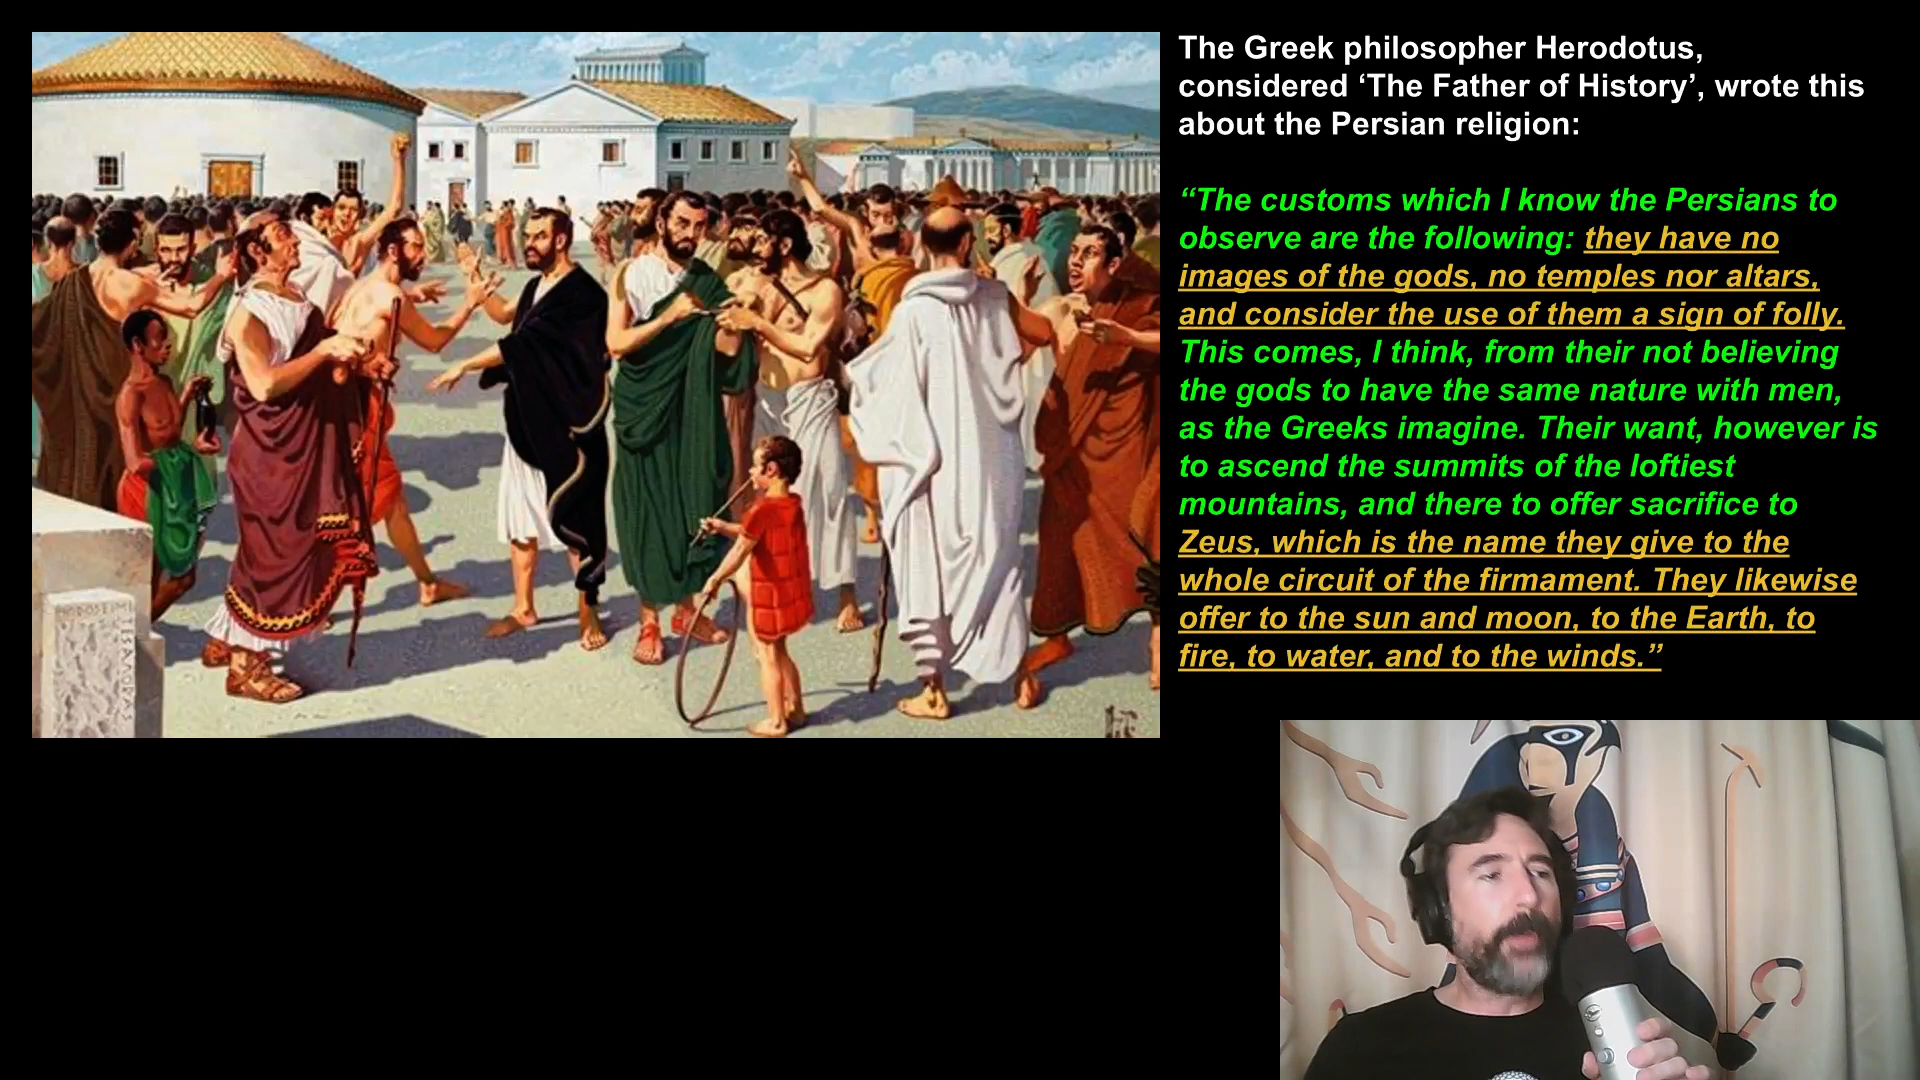 The Greek philosopher Herodotus,
considered ‘The Father of History’, wrote this
about the Persian religion:
“The customs which I know the Persians to
observe are the following: they have no
images of the gods, no temples nor altars,
and consider the use of them a sign of folly.
This comes, I think, from their not believing
the gods to have the same nature with men,
as the Greeks imagine. Their want, however is
to ascend the summits of the loftiest
mountains, and there to offer sacrifice to
Zeus, which is the name they give to the
whole circuit of the firmament. They likewise
offer to the sun and moon, to the Earth, to
fire, to water, and to the winds.”